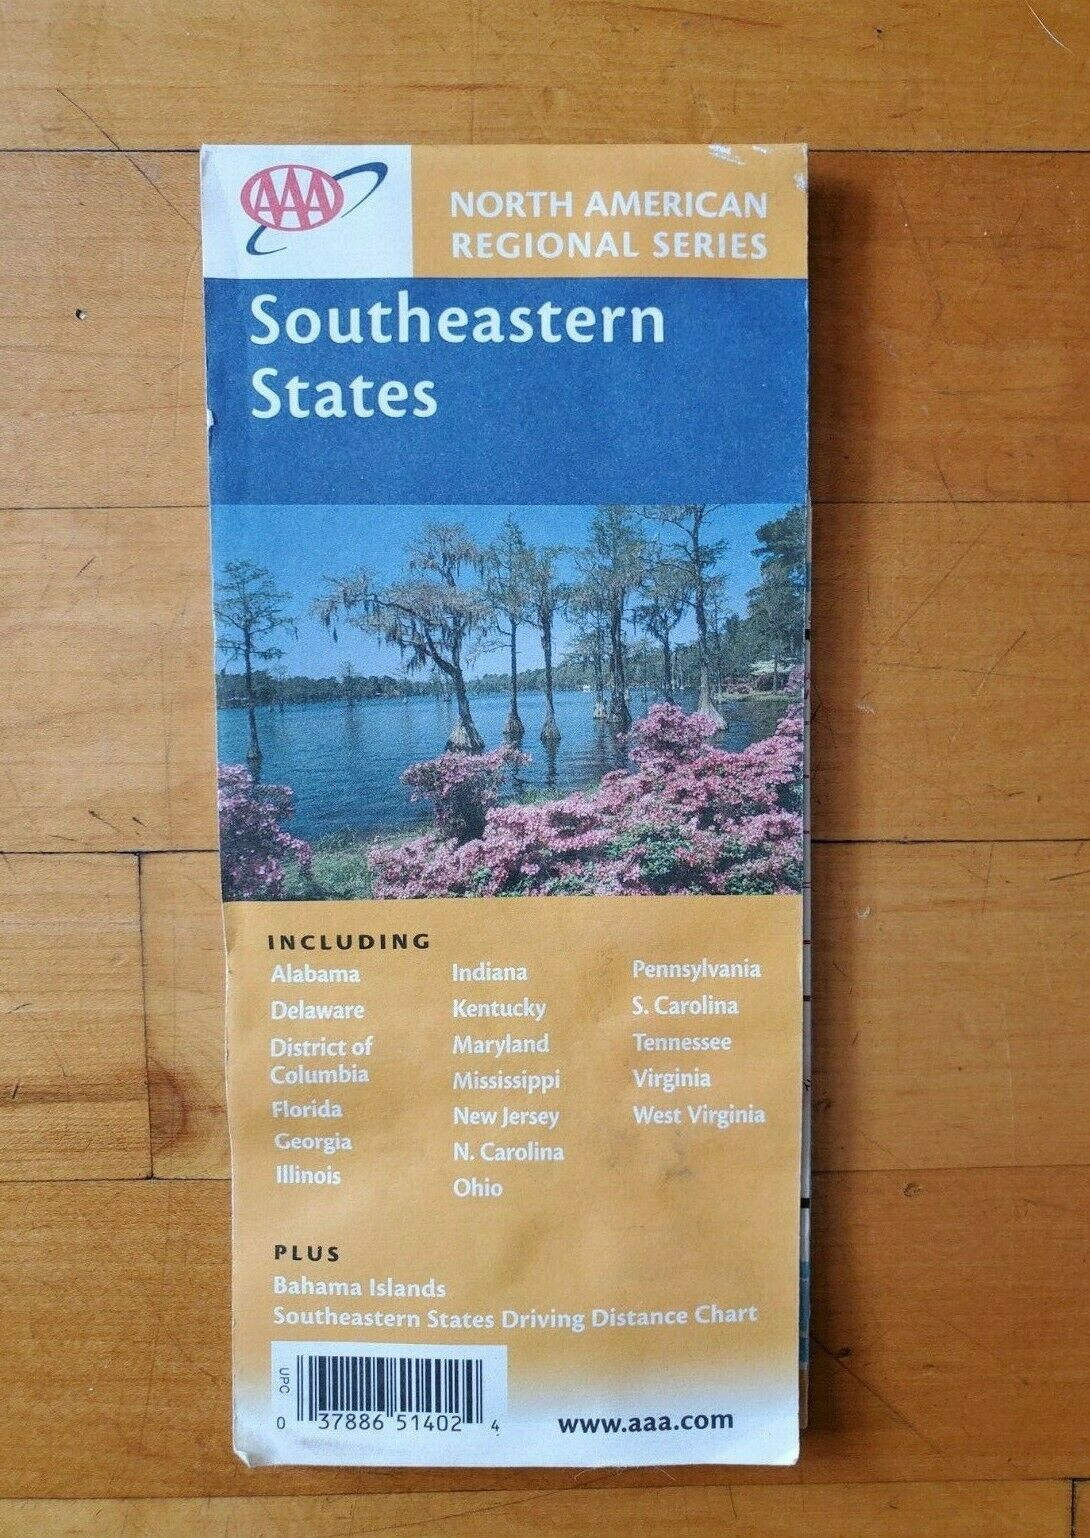 AAA
NORTH AMERICAN
REGIONAL SERIES
Southeastern
States
INCLUDING
Alabama
Delaware
District of
Columbia
Florida
Georgia
Illinois
Indiana
Kentucky
Maryland
Mississippi
New Jersey
N. Carolina
Ohio
Pennsylvania
S. Carolina
Tennessee
Virginia
West Virginia
PLUS
Bahama Islands
Southeastern States Driving Distance Chart
UPC
0 37886 51402 4
www.aaa.com